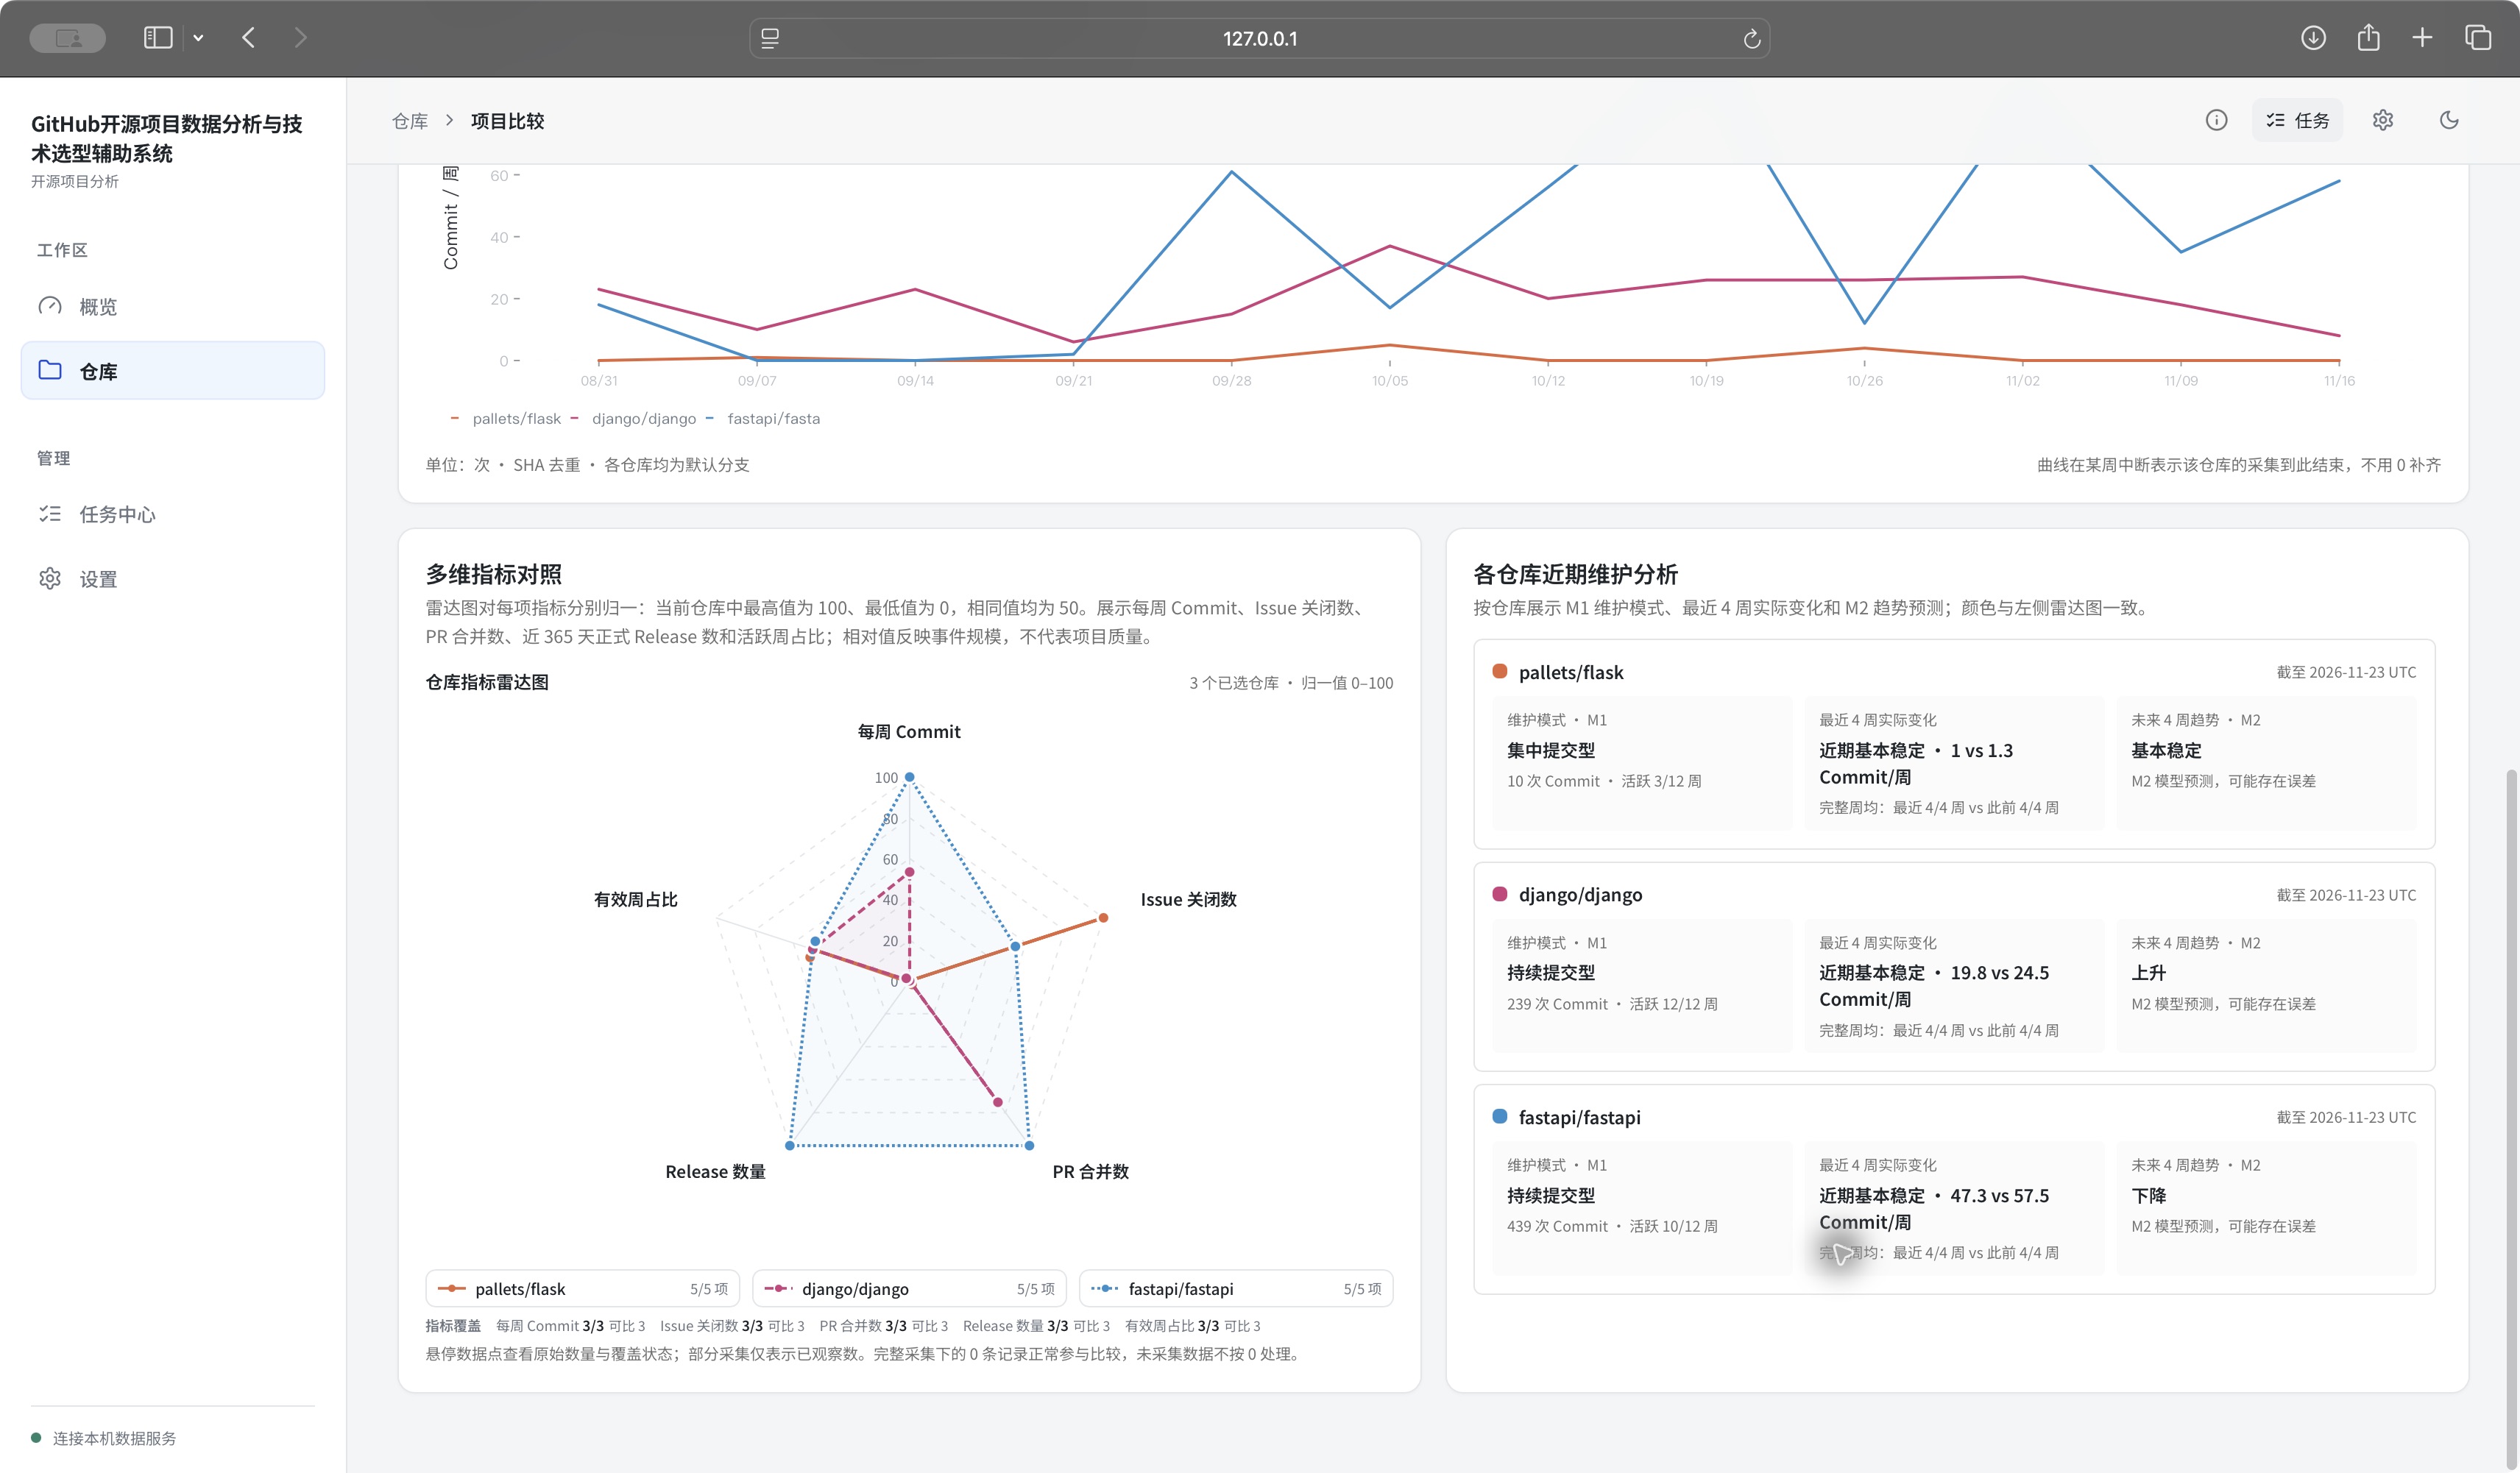 127.0.0.1
GitHub开源项目数据分析与技
术选型辅助系统
开源项目分析
工作区
概览
仓库
管理
任务中心
设置
连接本机数据服务
仓库 > 项目比较
任务
Commit / 周
60
40
20
0
08/31 09/07 09/14 09/21 09/28 10/05 10/12 10/19 10/26 11/02 11/09 11/16
pallets/flask django/django fastapi/fasta
单位：次 · SHA 去重 · 各仓库均为默认分支
曲线在某周中断表示该仓库的采集到此结束，不用 0 补齐
多维指标对照
雷达图对每项指标分别归一：当前仓库中最高值为 100、最低值为 0，相同值均为 50。展示每周 Commit、Issue 关闭数、
PR 合并数、近 365 天正式 Release 数和活跃周占比；相对值反映事件规模，不代表项目质量。
仓库指标雷达图
3 个已选仓库 · 归一值 0–100
每周 Commit
100
80
60
40
20
0
有效周占比
Issue 关闭数
Release 数量
PR 合并数
pallets/flask 5/5 项
django/django 5/5 项
fastapi/fastapi 5/5 项
指标覆盖 每周 Commit 3/3 可比 3 Issue 关闭数 3/3 可比 3 PR 合并数 3/3 可比 3 Release 数量 3/3 可比 3 有效周占比 3/3 可比 3
悬停数据点查看原始数量与覆盖状态；部分采集仅表示已观察数。完整采集下的 0 条记录正常参与比较，未采集数据不按 0 处理。
各仓库近期维护分析
按仓库展示 M1 维护模式、最近 4 周实际变化和 M2 趋势预测；颜色与左侧雷达图一致。
pallets/flask
截至 2026-11-23 UTC
维护模式 · M1
集中提交型
10 次 Commit · 活跃 3/12 周
最近 4 周实际变化
近期基本稳定 · 1 vs 1.3
Commit/周
完整周均：最近 4/4 周 vs 此前 4/4 周
未来 4 周趋势 · M2
基本稳定
M2 模型预测，可能存在误差
django/django
截至 2026-11-23 UTC
维护模式 · M1
持续提交型
239 次 Commit · 活跃 12/12 周
最近 4 周实际变化
近期基本稳定 · 19.8 vs 24.5
Commit/周
完整周均：最近 4/4 周 vs 此前 4/4 周
未来 4 周趋势 · M2
上升
M2 模型预测，可能存在误差
fastapi/fastapi
截至 2026-11-23 UTC
维护模式 · M1
持续提交型
439 次 Commit · 活跃 10/12 周
最近 4 周实际变化
近期基本稳定 · 47.3 vs 57.5
Commit/周
完整周均：最近 4/4 周 vs 此前 4/4 周
未来 4 周趋势 · M2
下降
M2 模型预测，可能存在误差